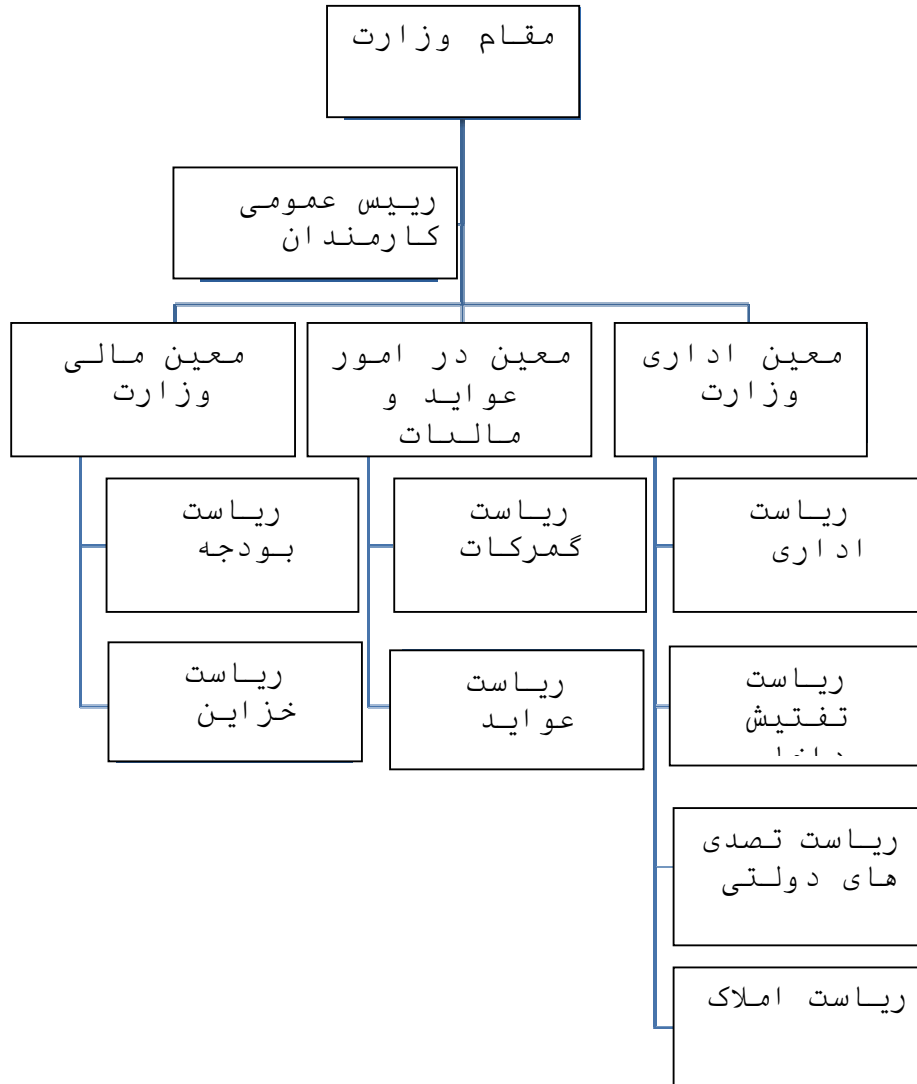 مقام وزارت
رییس عمومی
کارمندان
معین اداری
وزارت
معین در امور
عواید و
مالیات
معین مالی
وزارت
ریاست
اداری
ریاست
تفتیش
ریاست تصدی
های دولتی
ریاست املاک
ریاست
گمرکات
ریاست
عواید
ریاست
بودجه
ریاست
خزاین